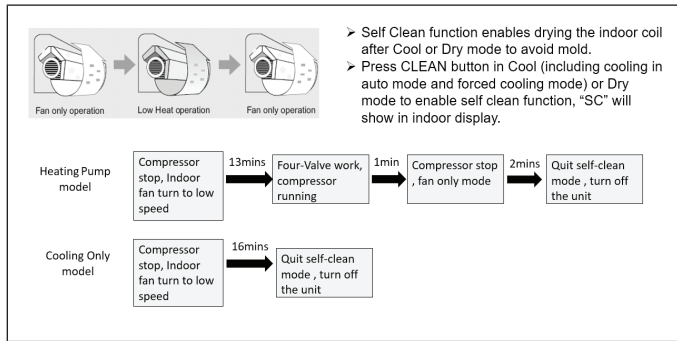 Fan only operation
Low Heat operation
Fan only operation
➢ Self Clean function enables drying the indoor coil
after Cool or Dry mode to avoid mold.
➢ Press CLEAN button in Cool (including cooling in
auto mode and forced cooling mode) or Dry
mode to enable self clean function, “SC” will
show in indoor display.
Heating Pump
model
Compressor
stop, Indoor
fan turn to low
speed
13mins
Four-Valve work,
compressor
running
1min
Compressor stop
, fan only mode
2mins
Quit self-clean
mode , turn off
the unit
Cooling Only
model
Compressor
stop, Indoor
fan turn to low
speed
16mins
Quit self-clean
mode , turn off
the unit